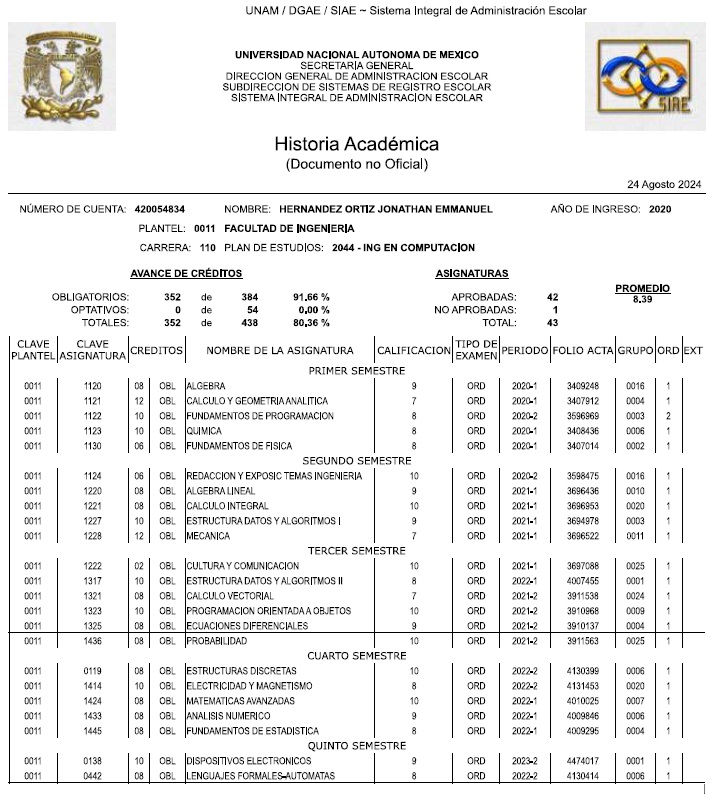 UNAM / DGAE / SIAE ~ Sistema Integral de Administración Escolar
UNIVERSIDAD NACIONAL AUTONOMA DE MEXICO
SECRETARÍA GENERAL
DIRECCION GENERAL DE ADMINISTRACION ESCOLAR
SUBDIRECCION DE SISTEMAS DE REGISTRO ESCOLAR
SISTEMA INTEGRAL DE ADMINISTRACION ESCOLAR
SIAE
Historia Académica
(Documento no Oficial)
24 Agosto 2024
NÚMERO DE CUENTA: 420054834 NOMBRE: HERNANDEZ ORTIZ JONATHAN EMMANUEL AÑO DE INGRESO: 2020
PLANTEL: 0011 FACULTAD DE INGENIERIA
CARRERA: 110 PLAN DE ESTUDIOS: 2044 - ING EN COMPUTACION
AVANCE DE CRÉDITOS ASIGNATURAS PROMEDIO
OBLIGATORIOS: 352 de 384 91.66 % APROBADAS: 42 8.39
OPTATIVOS: 0 de 54 0.00 % NO APROBADAS: 1
TOTALES: 352 de 438 80.36 % TOTAL: 43
CLAVE PLANTEL CLAVE ASIGNATURA CREDITOS NOMBRE DE LA ASIGNATURA CALIFICACION TIPO DE EXAMEN PERIODO FOLIO ACTA GRUPO ORD EXT
PRIMER SEMESTRE
0011 1120 08 OBL ALGEBRA 9 ORD 2020-1 3409248 0016 1
0011 1121 12 OBL CALCULO Y GEOMETRIA ANALITICA 7 ORD 2020-1 3407912 0004 1
0011 1122 10 OBL FUNDAMENTOS DE PROGRAMACION 8 ORD 2020-2 3596969 0003 2
0011 1123 10 OBL QUIMICA 8 ORD 2020-1 3408436 0006 1
0011 1130 06 OBL FUNDAMENTOS DE FISICA 8 ORD 2020-1 3407014 0002 1
SEGUNDO SEMESTRE
0011 1124 06 OBL REDACCION Y EXPOSIC TEMAS INGENIERIA 10 ORD 2020-2 3598475 0016 1
0011 1220 08 OBL ALGEBRA LINEAL 9 ORD 2021-1 3696436 0010 1
0011 1221 08 OBL CALCULO INTEGRAL 10 ORD 2021-1 3696953 0020 1
0011 1227 10 OBL ESTRUCTURA DATOS Y ALGORITMOS I 9 ORD 2021-1 3694978 0003 1
0011 1228 12 OBL MECANICA 7 ORD 2021-1 3696522 0011 1
TERCER SEMESTRE
0011 1222 02 OBL CULTURA Y COMUNICACION 10 ORD 2021-1 3697088 0025 1
0011 1317 10 OBL ESTRUCTURA DATOS Y ALGORITMOS II 8 ORD 2022-1 4007455 0001 1
0011 1321 08 OBL CALCULO VECTORIAL 7 ORD 2021-2 3911538 0024 1
0011 1323 10 OBL PROGRAMACION ORIENTADA A OBJETOS 10 ORD 2021-2 3910968 0009 1
0011 1325 08 OBL ECUACIONES DIFERENCIALES 9 ORD 2021-2 3910137 0004 1
0011 1436 08 OBL PROBABILIDAD 10 ORD 2021-2 3911563 0025 1
CUARTO SEMESTRE
0011 0119 08 OBL ESTRUCTURAS DISCRETAS 10 ORD 2022-2 4130399 0006 1
0011 1414 10 OBL ELECTRICIDAD Y MAGNETISMO 8 ORD 2022-2 4131453 0020 1
0011 1424 08 OBL MATEMATICAS AVANZADAS 10 ORD 2022-1 4010025 0007 1
0011 1433 08 OBL ANALISIS NUMERICO 9 ORD 2022-1 4009846 0006 1
0011 1445 08 OBL FUNDAMENTOS DE ESTADISTICA 8 ORD 2022-1 4009295 0004 1
QUINTO SEMESTRE
0011 0138 10 OBL DISPOSITIVOS ELECTRONICOS 9 ORD 2023-2 4474017 0001 1
0011 0442 08 OBL LENGUAJES FORMALES-AUTOMATAS 8 ORD 2022-2 4130414 0006 1